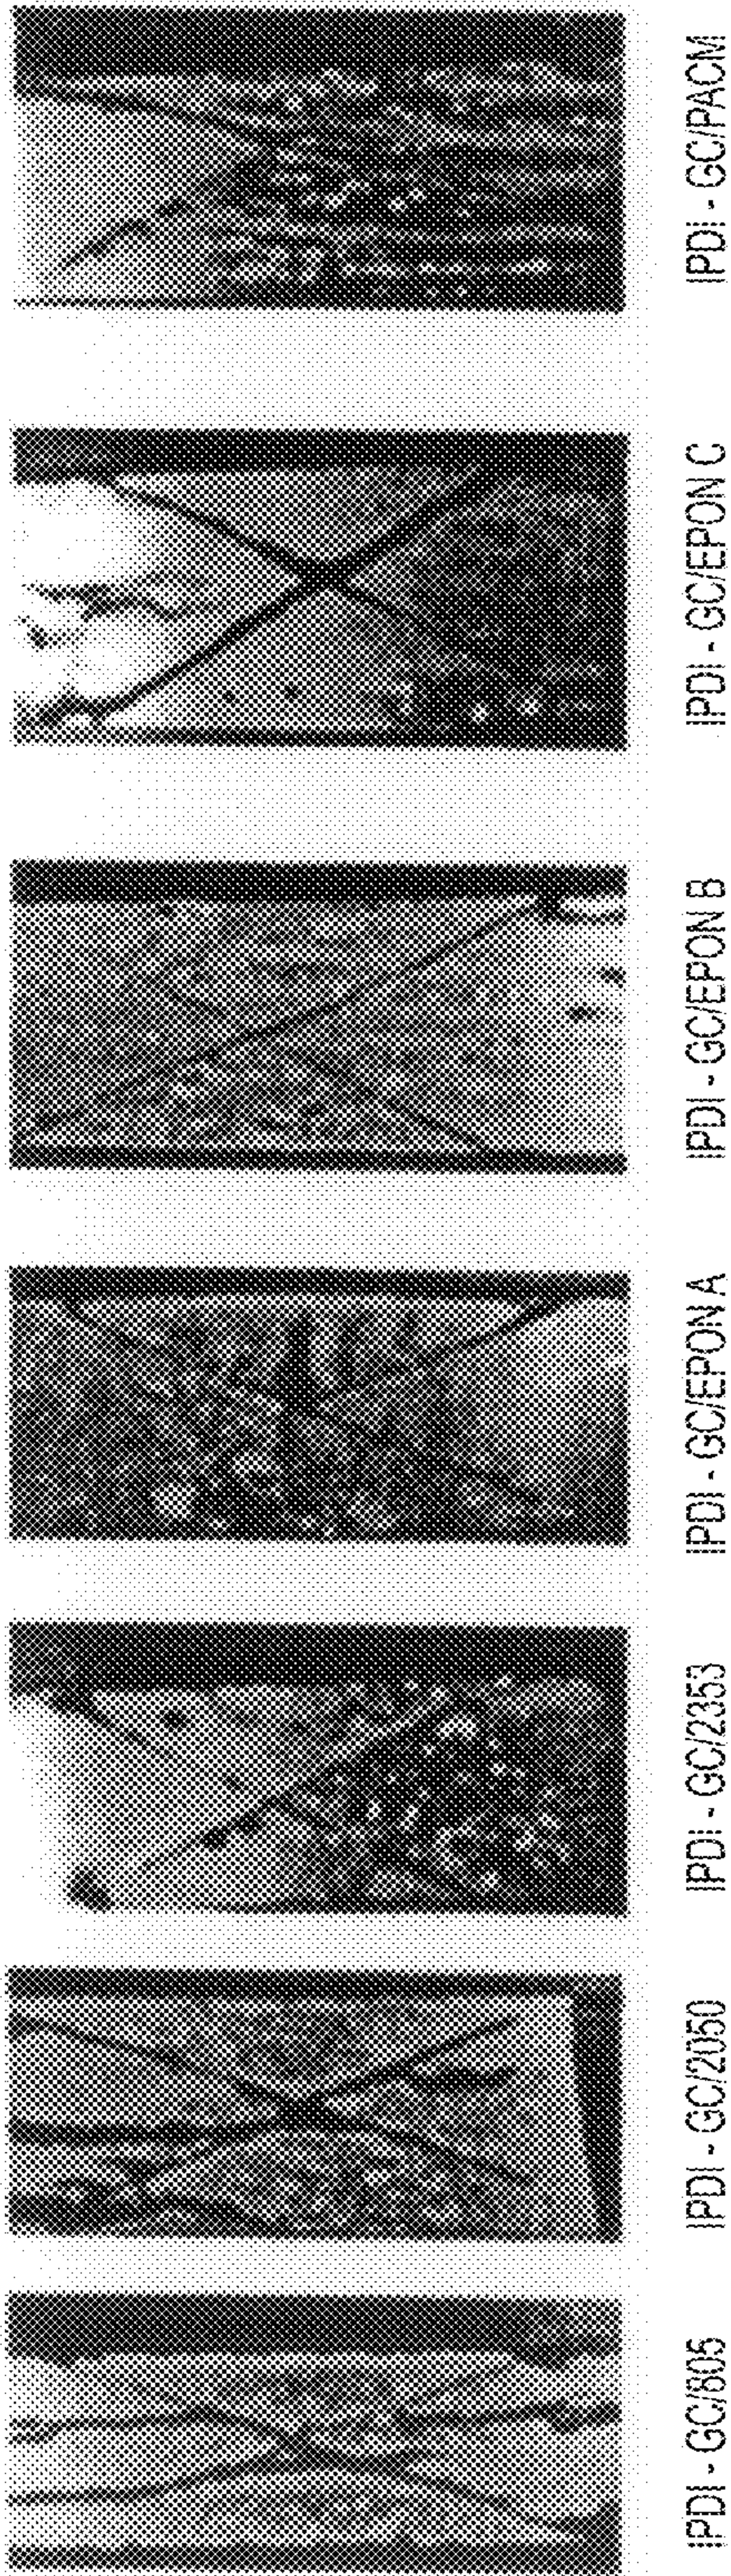 IPDI - GC/805
IPDI - GC/2050
IPDI - GC/2353
IPDI - GC/EPON A
IPDI - GC/EPON B
IPDI - GC/EPON C
IPDI - GC/PACM